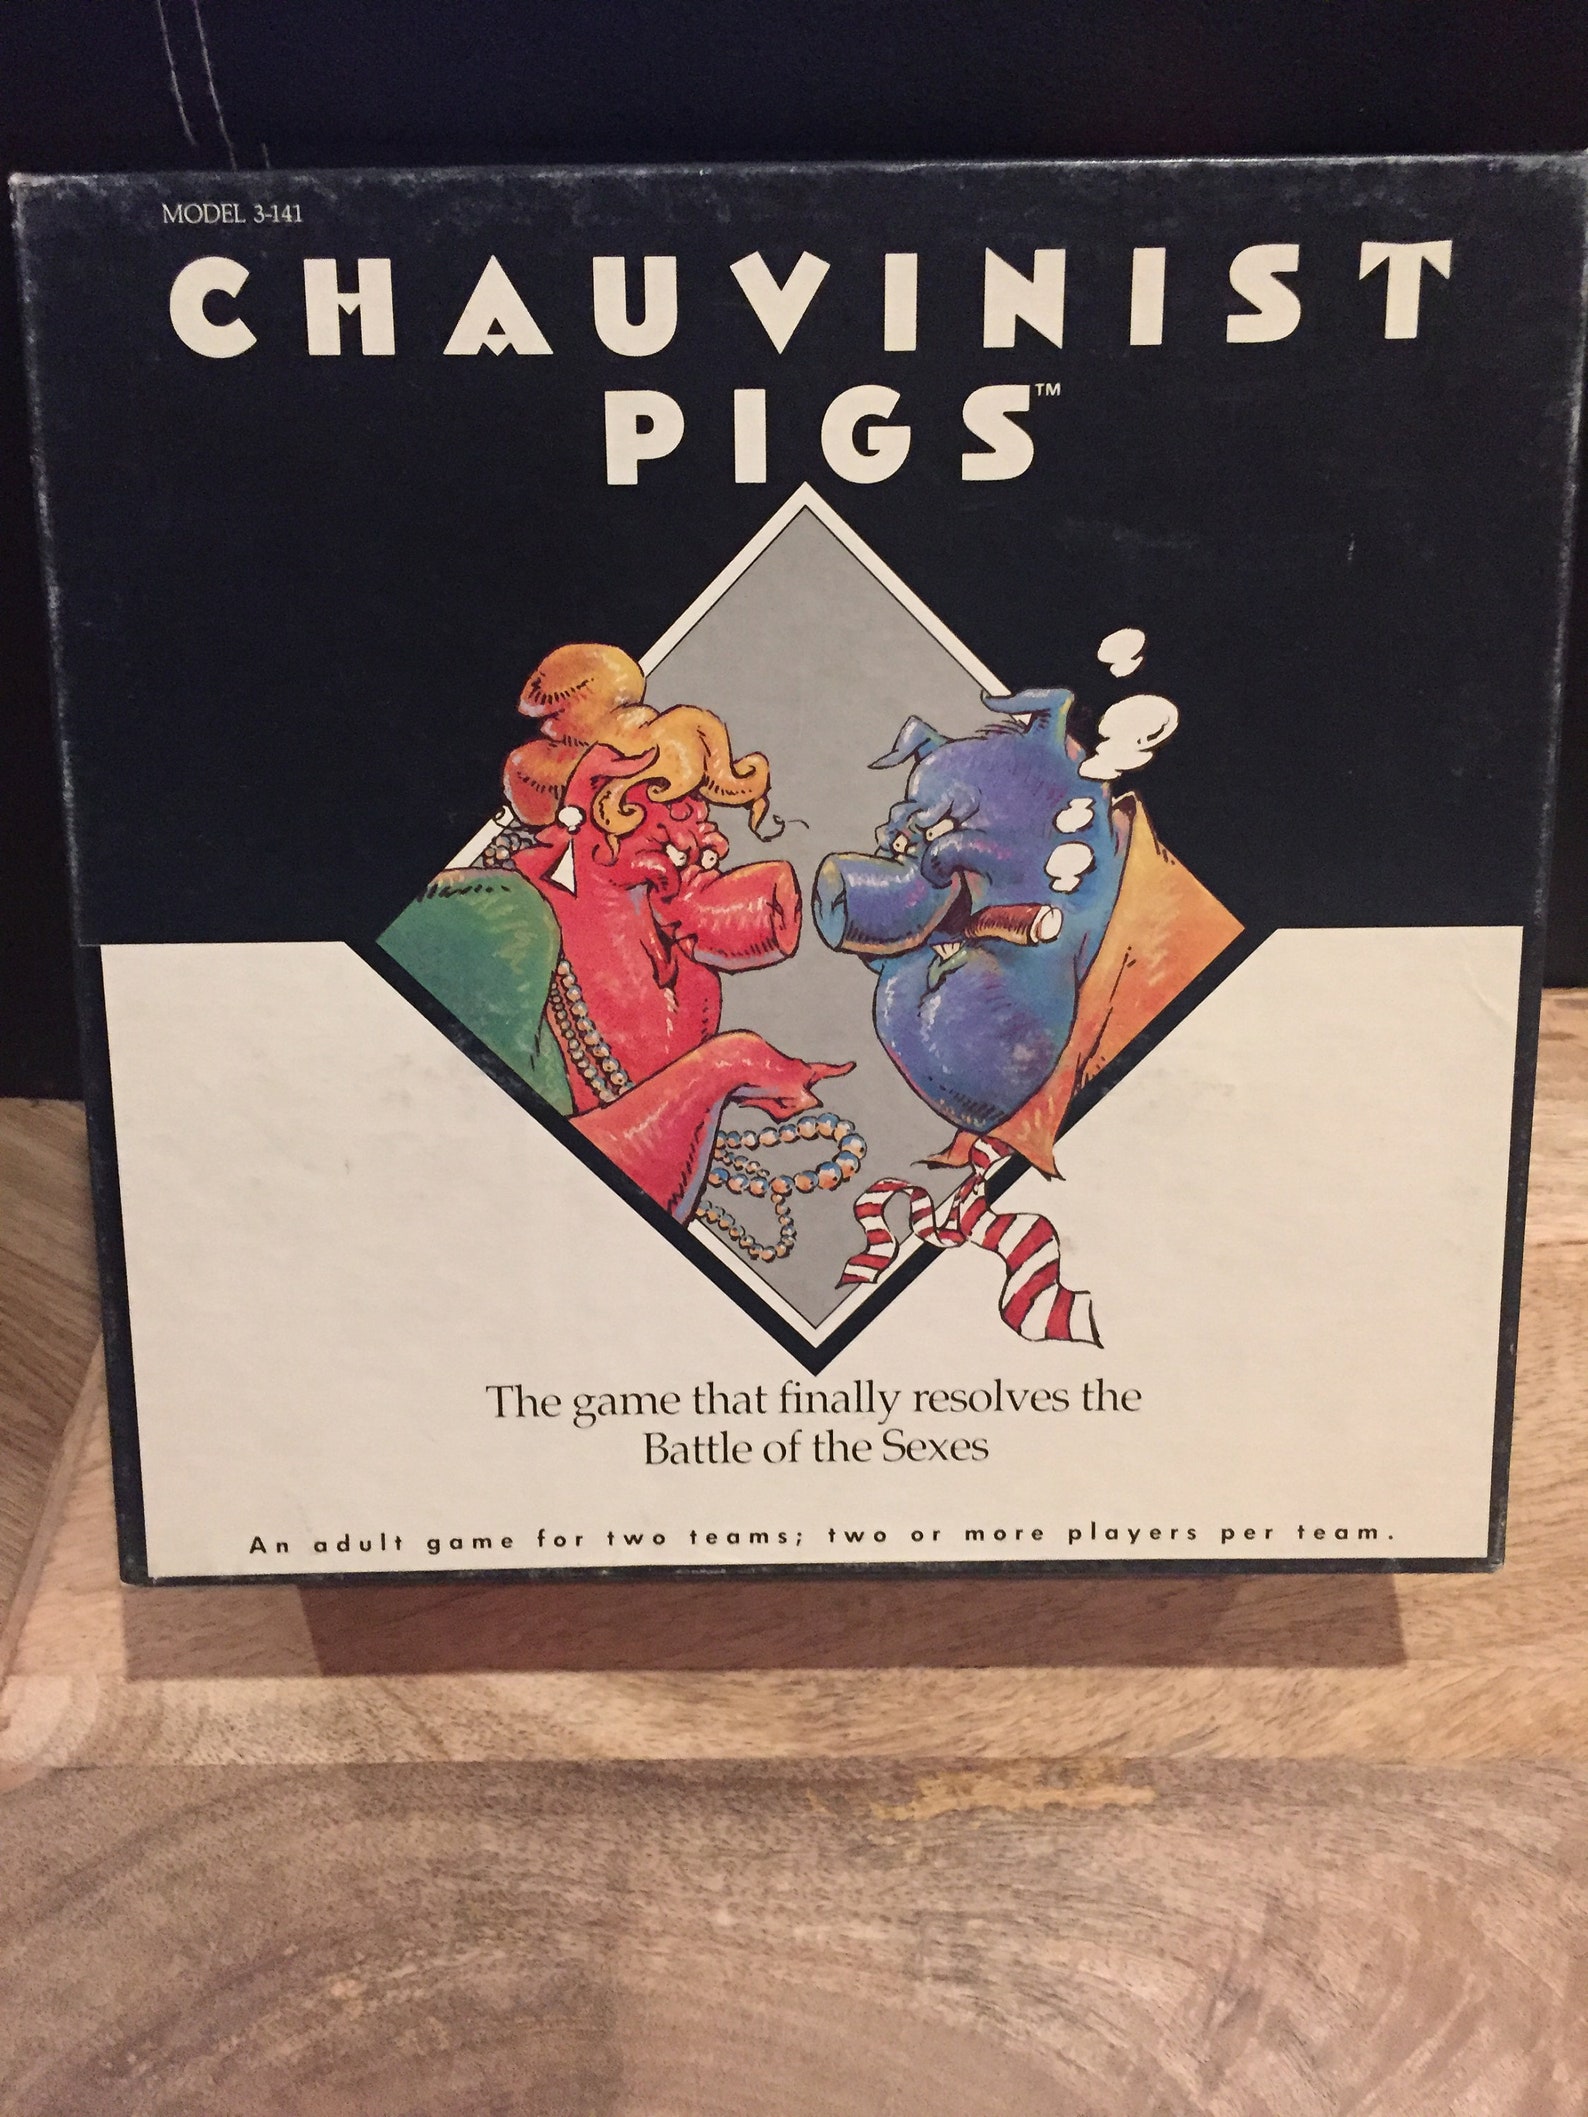 MODEL 3-141
CHAUVINIST
PIGS™
The game that finally resolves the
Battle of the Sexes
An adult game for two teams; two or more players per team.